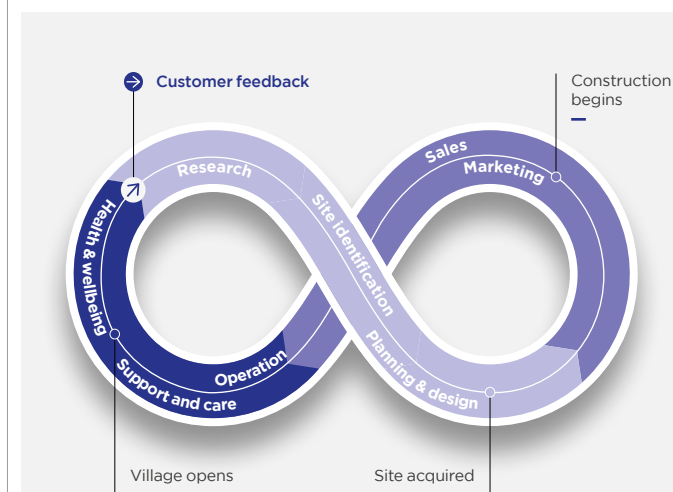 Customer feedback
Construction
begins
Sales
Marketing
Research
Site identification
Health & wellbeing
Operation
Planning & design
Support and care
Village opens
Site acquired